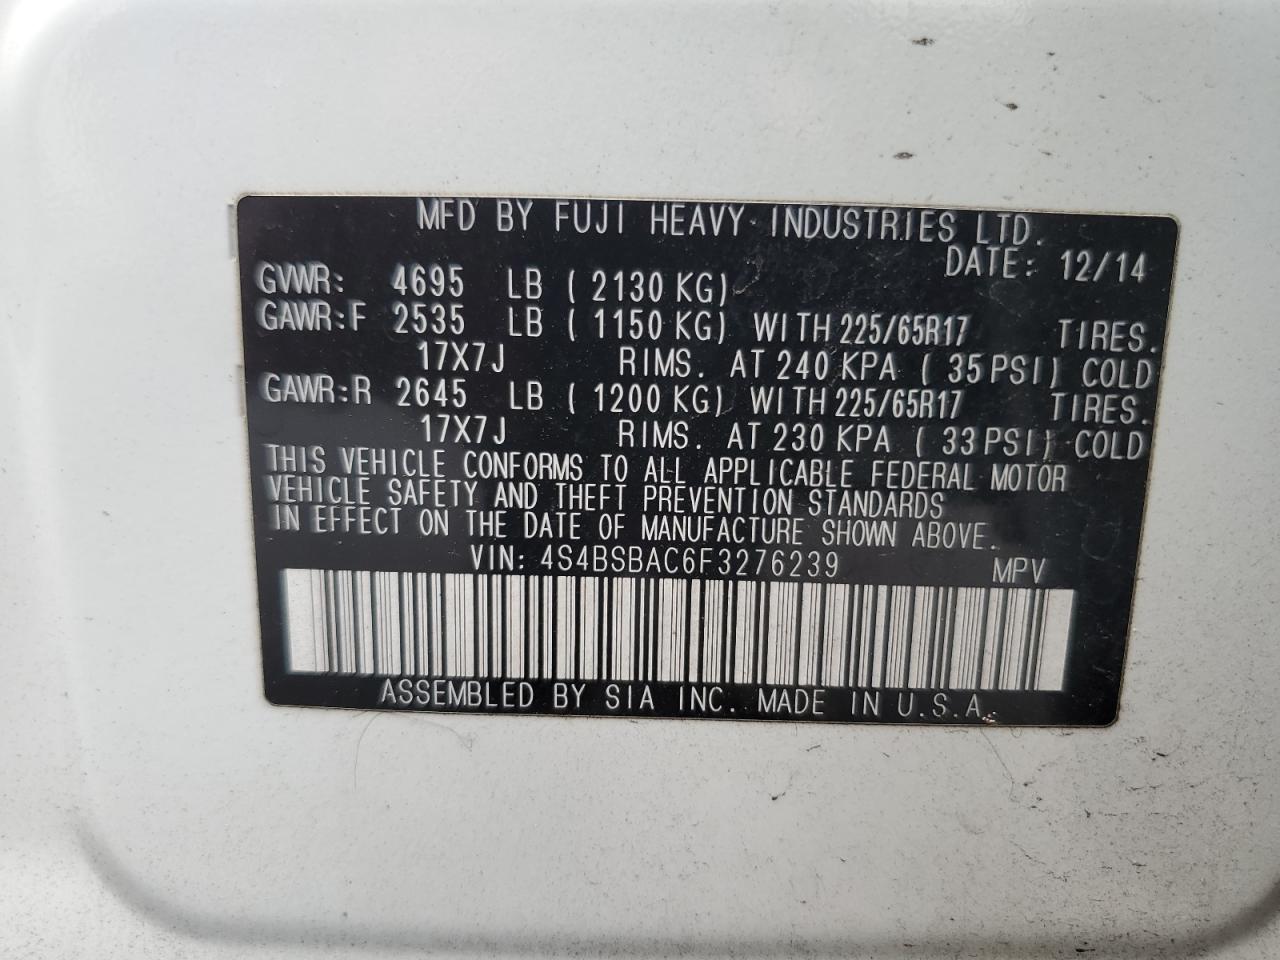 MFD BY FUJI HEAVY INDUSTRIES LTD.
DATE: 12/14
GVWR: 4695 LB ( 2130 KG)
GAWR:F 2535 LB ( 1150 KG) WITH 225/65R17 TIRES.
17X7J RIMS. AT 240 KPA ( 35 PSI) COLD
GAWR:R 2645 LB ( 1200 KG) WITH 225/65R17 TIRES.
17X7J RIMS. AT 230 KPA ( 33 PSI) COLD
THIS VEHICLE CONFORMS TO ALL APPLICABLE FEDERAL MOTOR
VEHICLE SAFETY AND THEFT PREVENTION STANDARDS
IN EFFECT ON THE DATE OF MANUFACTURE SHOWN ABOVE.
VIN: 4S4BSBAC6F3276239 MPV
ASSEMBLED BY SIA INC. MADE IN U.S.A.